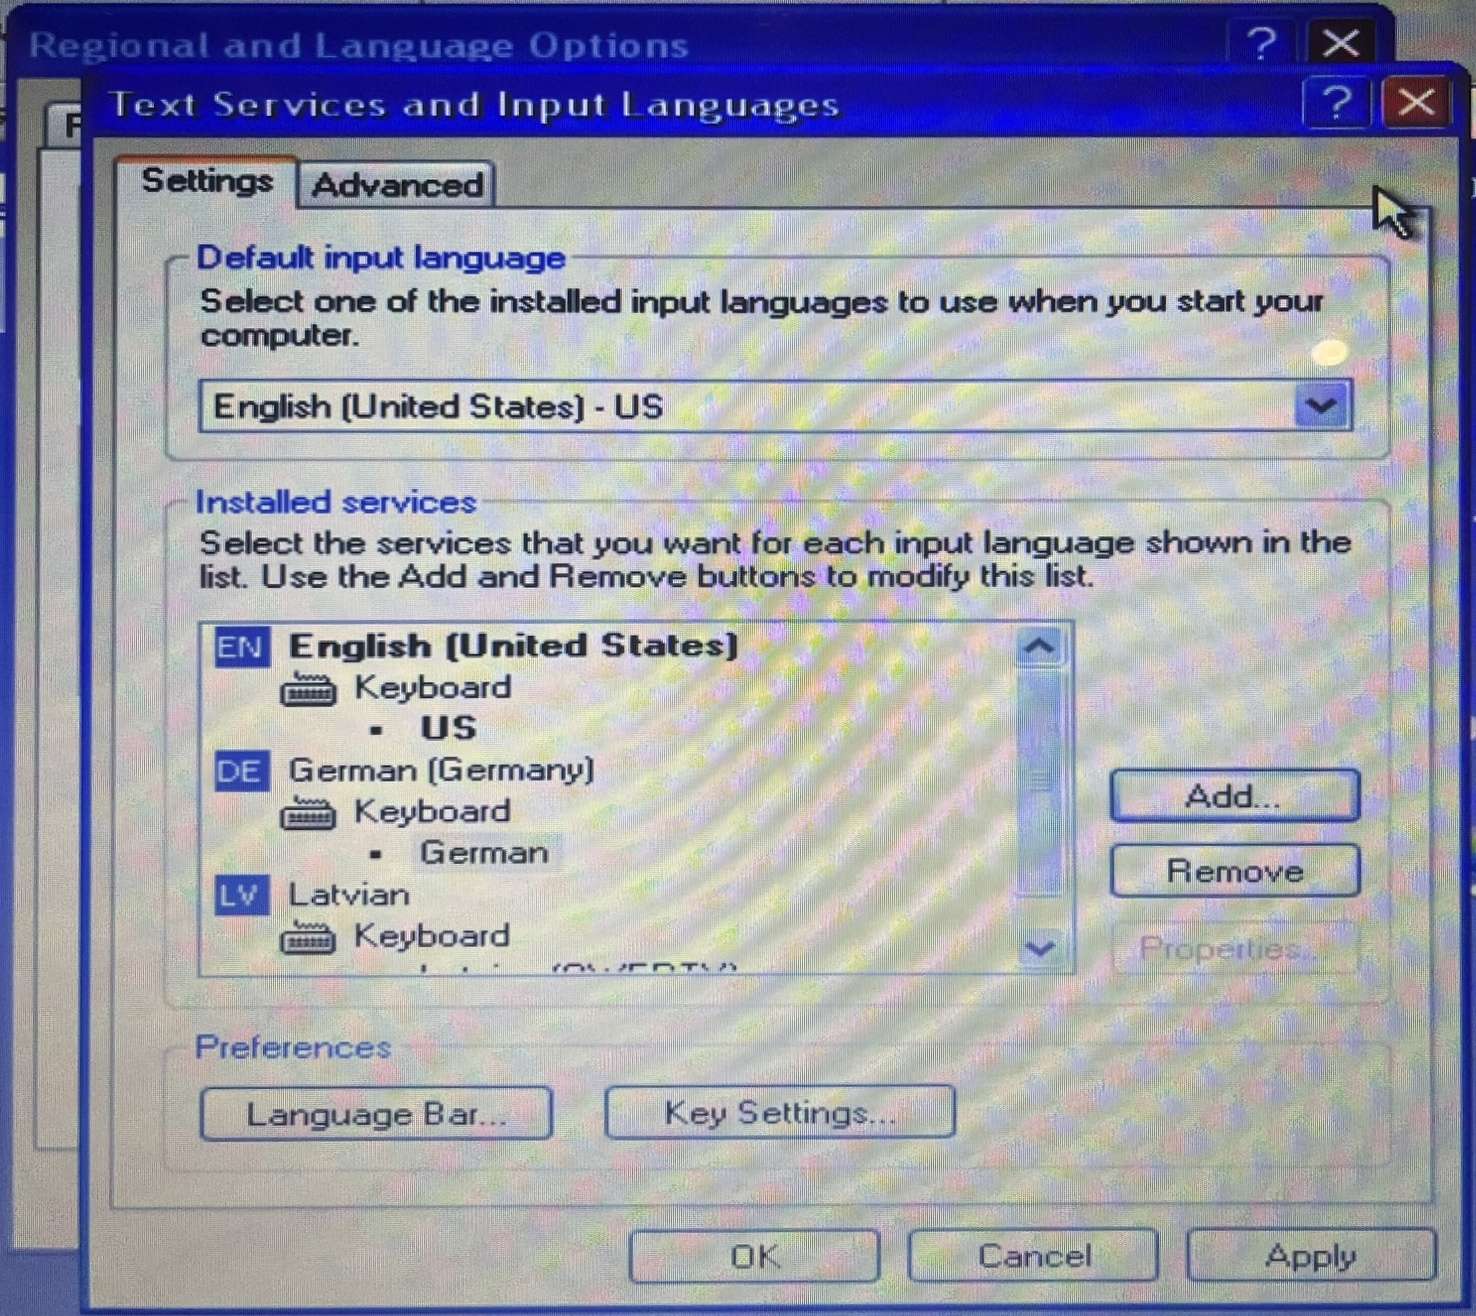 Regional and Language Options
Text Services and Input Languages
Settings
Advanced
Default input language
Select one of the installed input languages to use when you start your
computer.
English (United States) - US
Installed services
Select the services that you want for each input language shown in the
list. Use the Add and Remove buttons to modify this list.
EN English (United States)
Keyboard
US
DE German (Germany)
Keyboard
German
LV Latvian
Keyboard
Add...
Remove
Properties...
Preferences
Language Bar...
Key Settings...
OK
Cancel
Apply